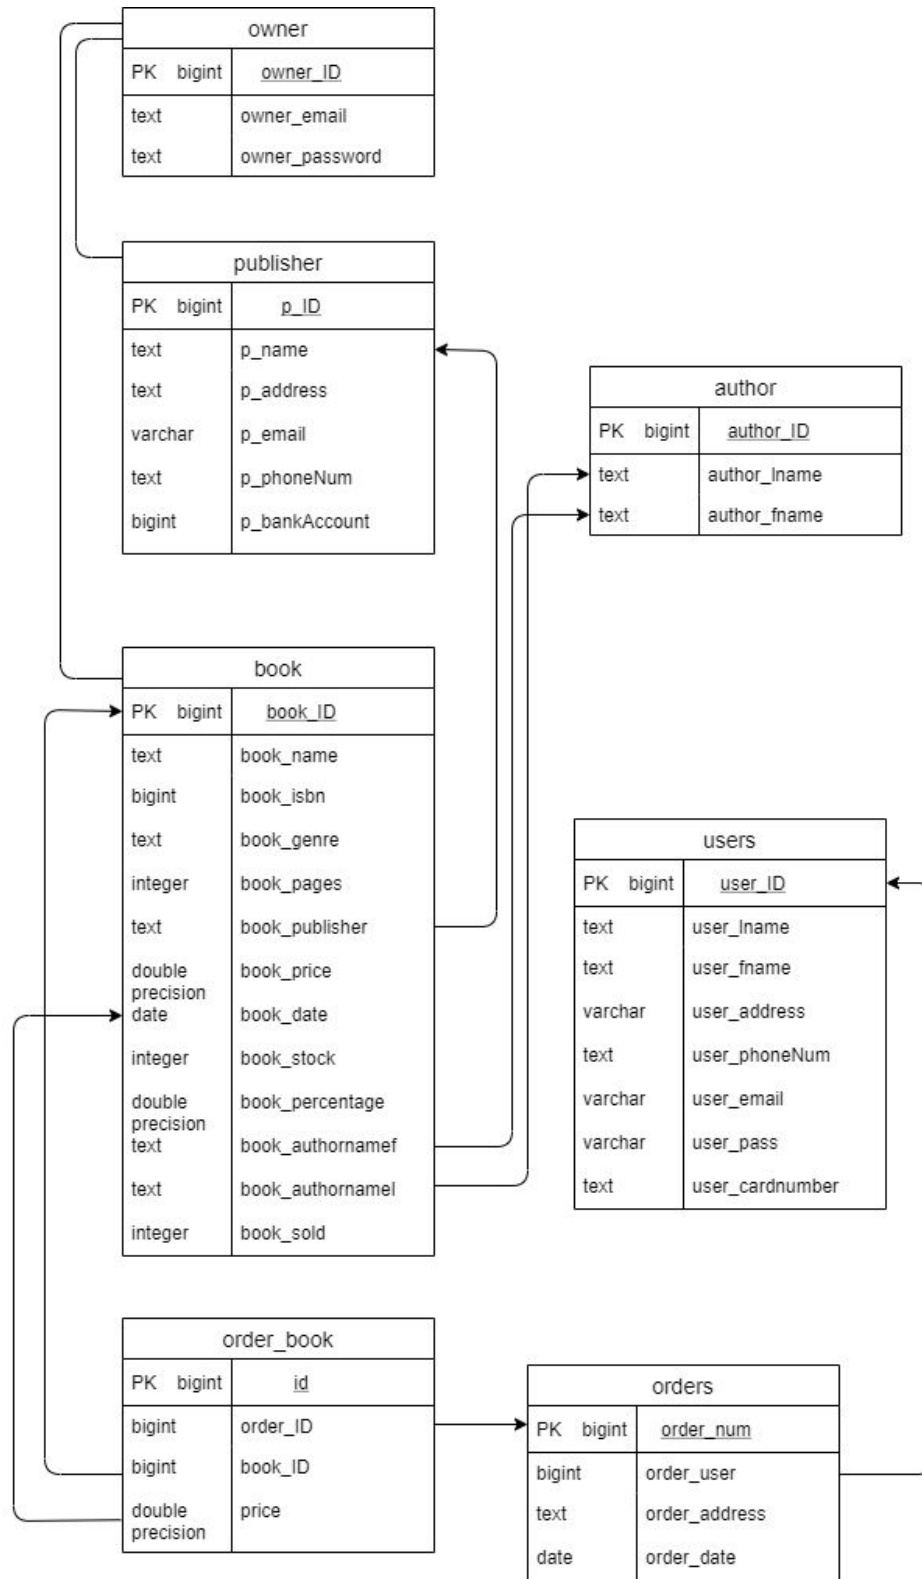 owner
PK bigint owner_ID
text owner_email
text owner_password
publisher
PK bigint p_ID
text p_name
text p_address
varchar p_email
text p_phoneNum
bigint p_bankAccount
author
PK bigint author_ID
text author_lname
text author_fname
book
PK bigint book_ID
text book_name
bigint book_isbn
text book_genre
integer book_pages
text book_publisher
double
precision book_price
date book_date
integer book_stock
double
precision book_percentage
text book_authornamef
text book_authornamel
integer book_sold
users
PK bigint user_ID
text user_lname
text user_fname
varchar user_address
text user_phoneNum
varchar user_email
varchar user_pass
text user_cardnumber
order_book
PK bigint id
bigint order_ID
bigint book_ID
double
precision price
orders
PK bigint order_num
bigint order_user
text order_address
date order_date